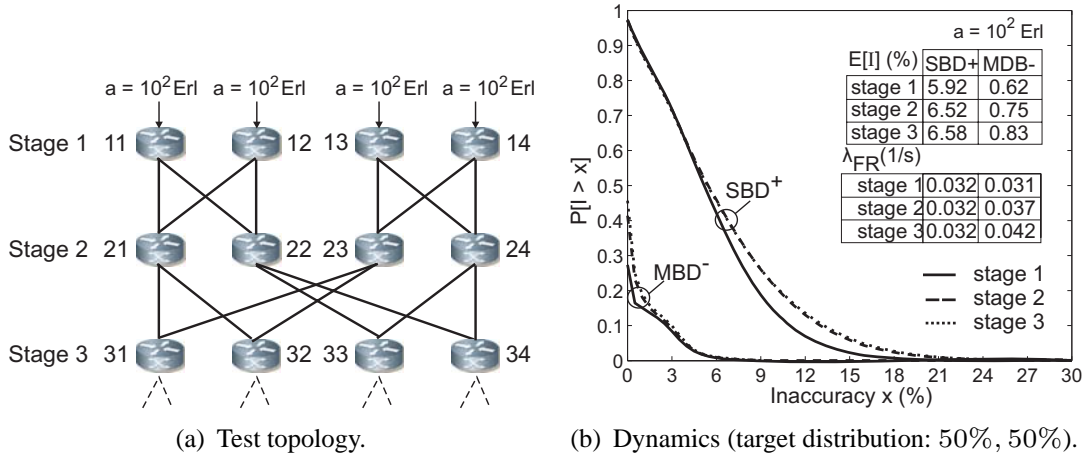 a = 10² Erl a = 10² Erl a = 10² Erl a = 10² Erl
Stage 1 11 12 13 14
Stage 2 21 22 23 24
Stage 3 31 32 33 34
(a) Test topology.
P[I > x]
1
0.9
0.8
0.7
0.6
0.5
0.4
0.3
0.2
0.1
0
0 3 6 9 12 15 18 21 24 27 30
Inaccuracy x (%)
a = 10² Erl
E[I] (%) SBD+ MDB-
stage 1 5.92 0.62
stage 2 6.52 0.75
stage 3 6.58 0.83
λFR(1/s)
stage 1 0.032 0.031
stage 2 0.032 0.037
stage 3 0.032 0.042
SBD⁺
MBD⁻
stage 1
stage 2
stage 3
(b) Dynamics (target distribution: 50%, 50%).